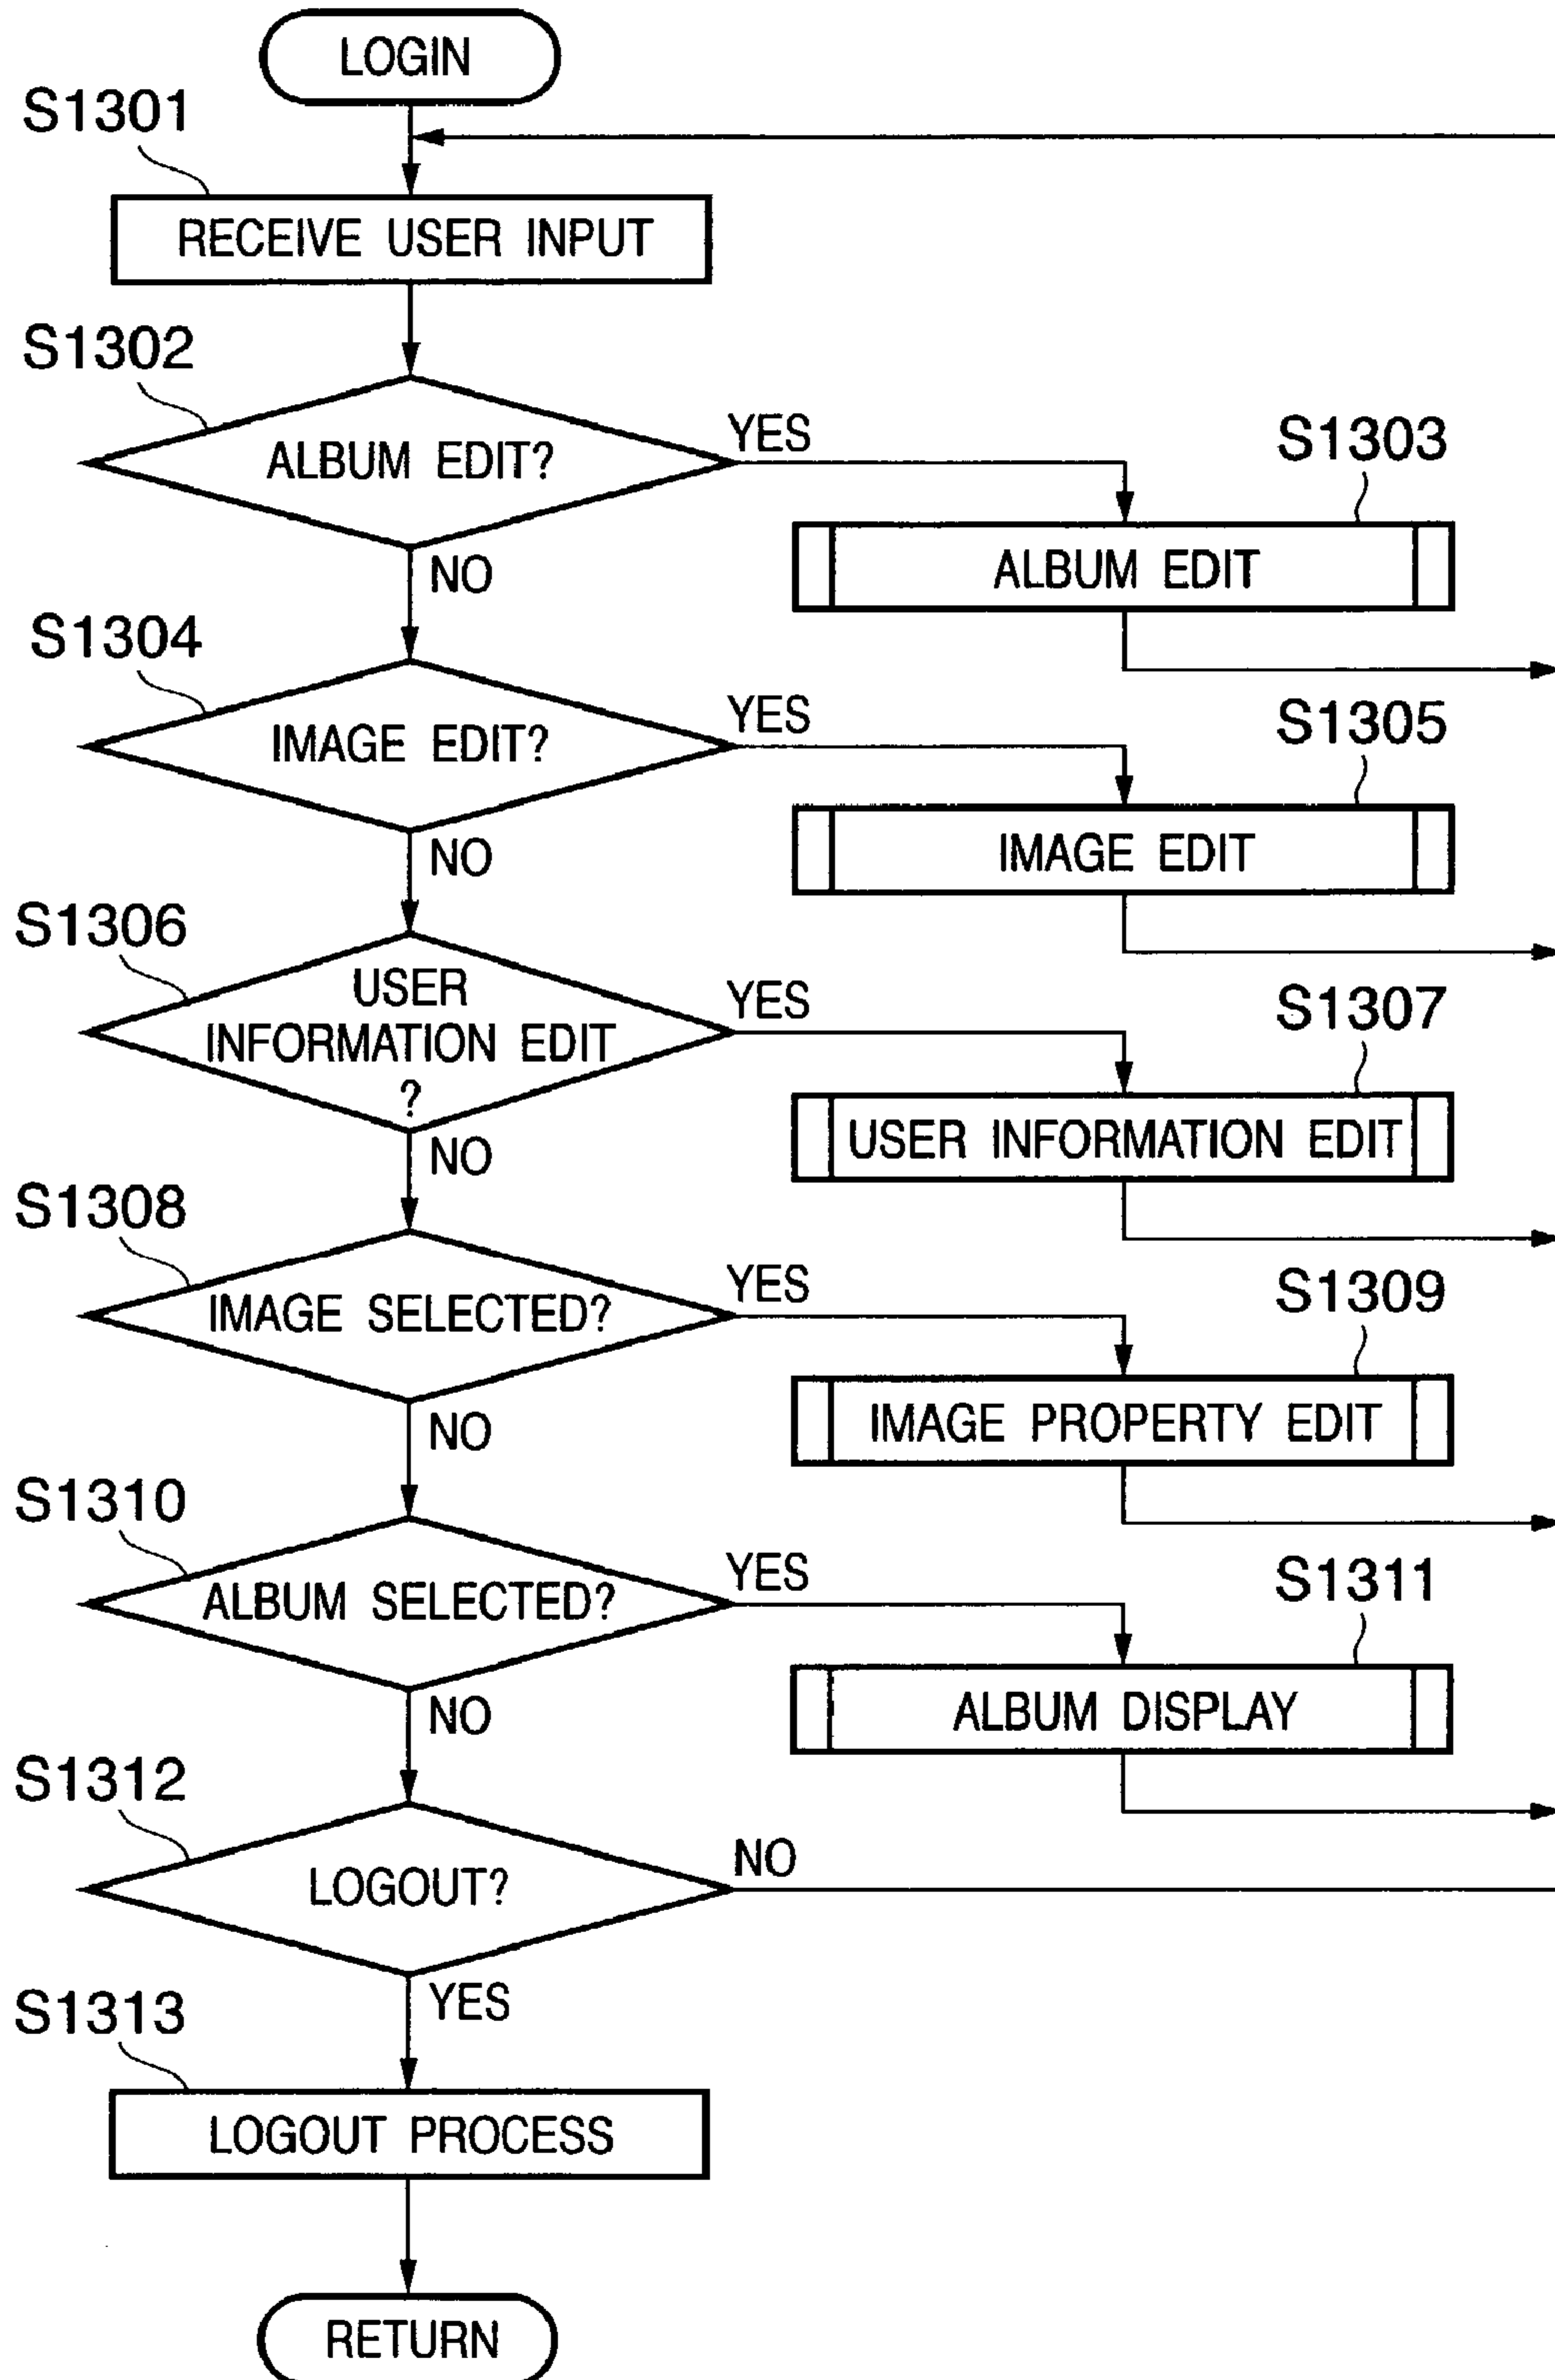 LOGIN
S1301
RECEIVE USER INPUT
S1302
ALBUM EDIT?
YES
S1303
ALBUM EDIT
NO
S1304
IMAGE EDIT?
YES
S1305
IMAGE EDIT
NO
S1306
USER
INFORMATION EDIT
?
YES
S1307
USER INFORMATION EDIT
NO
S1308
IMAGE SELECTED?
YES
S1309
IMAGE PROPERTY EDIT
NO
S1310
ALBUM SELECTED?
YES
S1311
ALBUM DISPLAY
NO
S1312
LOGOUT?
NO
YES
S1313
LOGOUT PROCESS
RETURN